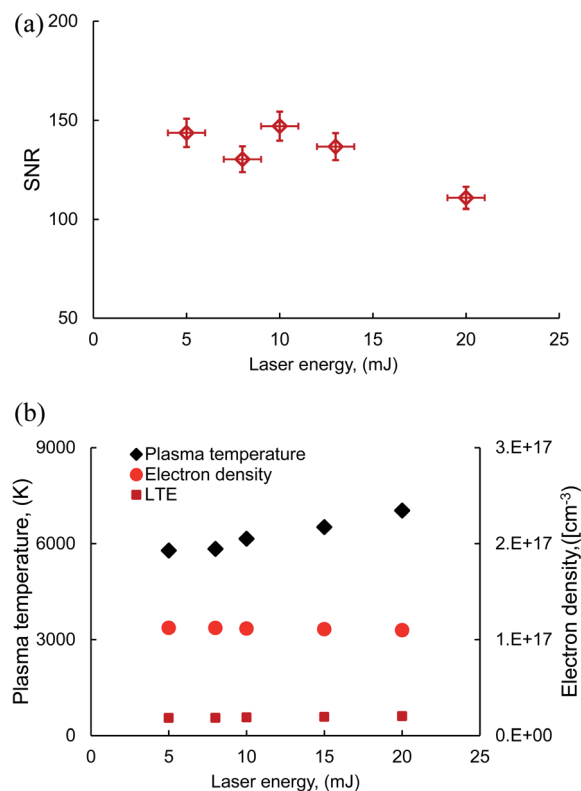 (a)
200
150
100
50
SNR
0
5
10
15
20
25
Laser energy, (mJ)
(b)
9000
6000
3000
0
Plasma temperature, (K)
Plasma temperature
Electron density
LTE
3.E+17
2.E+17
1.E+17
0.E+00
Electron density,([cm-3]
0
5
10
15
20
25
Laser energy, (mJ)